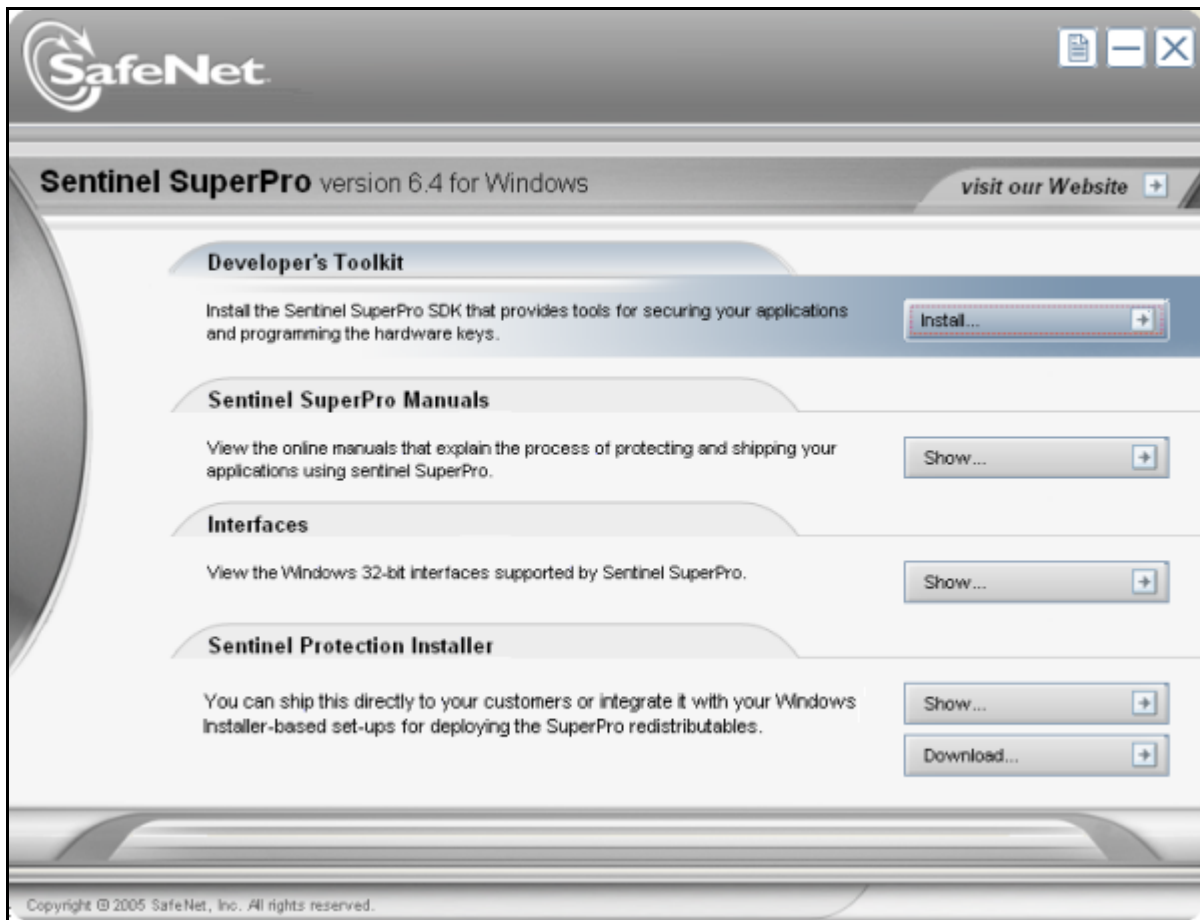 SafeNet
Sentinel SuperPro version 6.4 for Windows
visit our Website
Developer's Toolkit
Install the Sentinel SuperPro SDK that provides tools for securing your applications
and programming the hardware keys.
Install...
Sentinel SuperPro Manuals
View the online manuals that explain the process of protecting and shipping your
applications using sentinel SuperPro.
Show...
Interfaces
View the Windows 32-bit interfaces supported by Sentinel SuperPro.
Show...
Sentinel Protection Installer
You can ship this directly to your customers or integrate it with your Windows
Installer-based set-ups for deploying the SuperPro redistributables.
Show...
Download...
Copyright © 2005 SafeNet, Inc. All rights reserved.